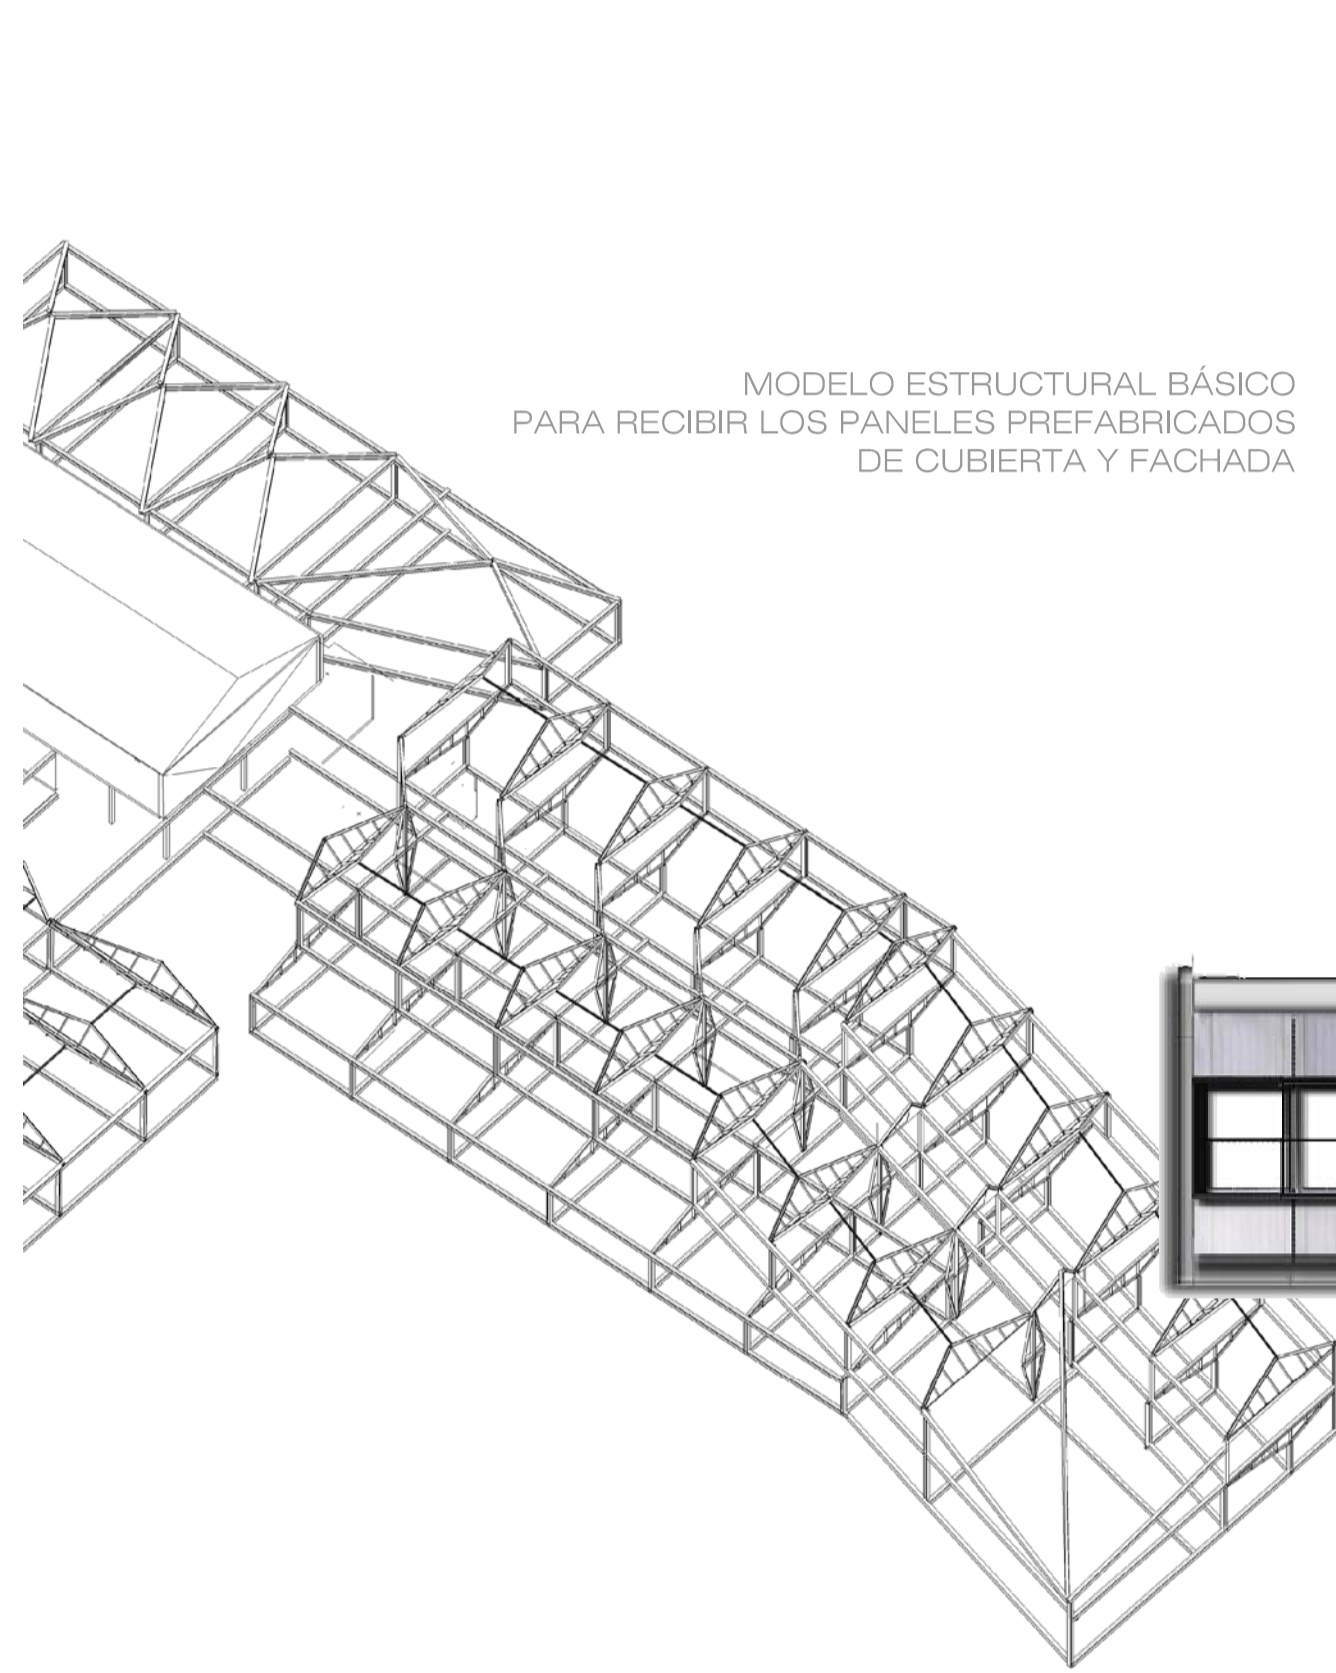 MODELO ESTRUCTURAL BÁSICO
PARA RECIBIR LOS PANELES PREFABRICADOS
DE CUBIERTA Y FACHADA